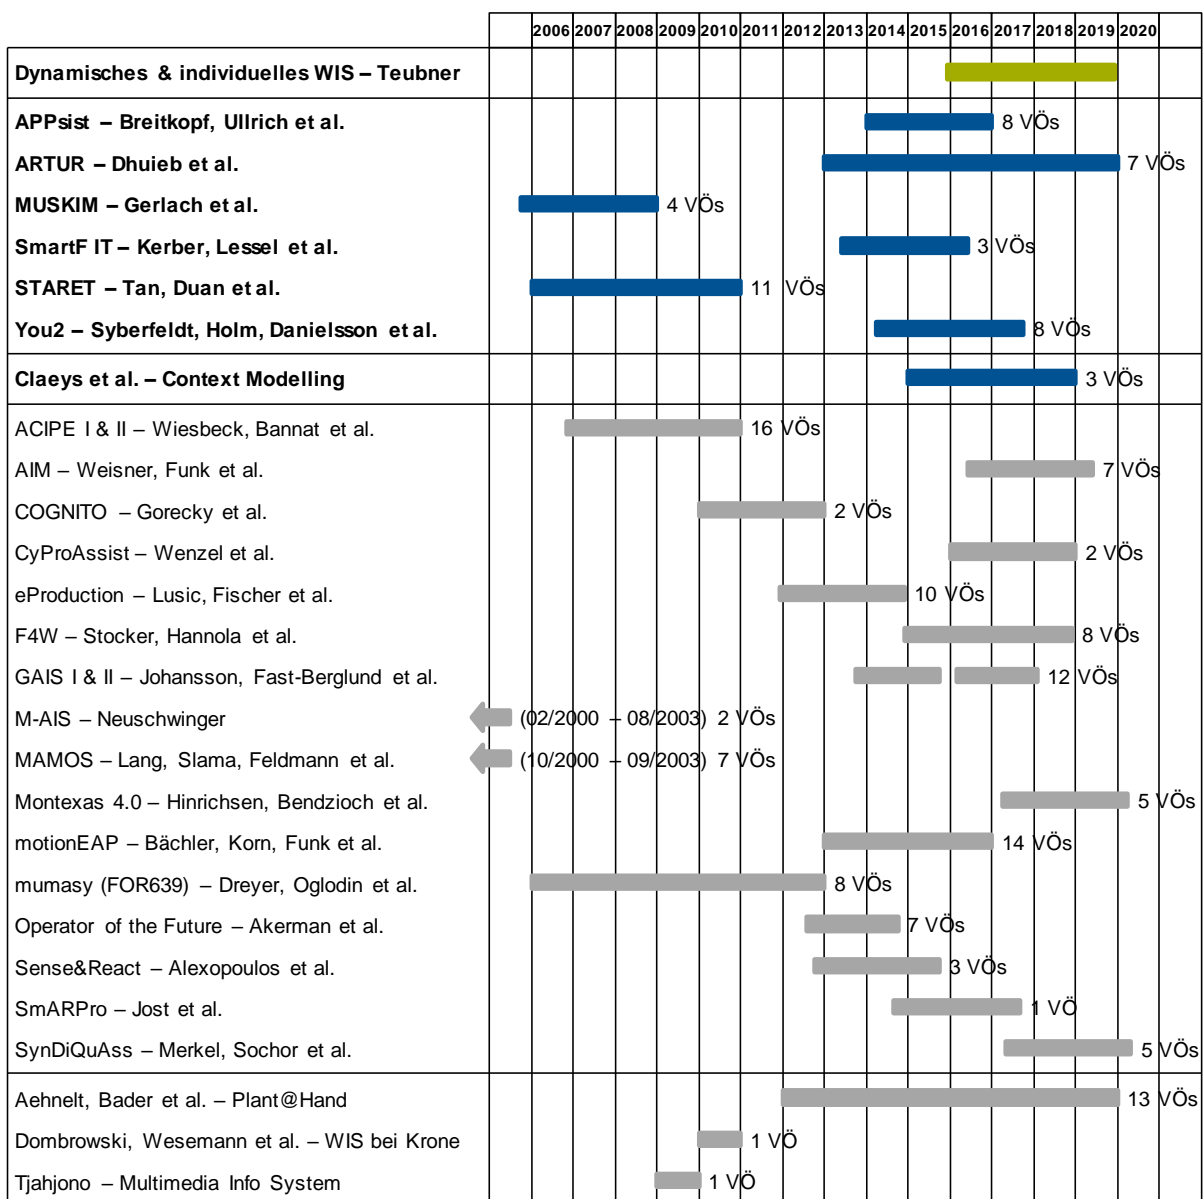 2006 2007 2008 2009 2010 2011 2012 2013 2014 2015 2016 2017 2018 2019 2020
Dynamisches & individuelles WIS – Teubner
APPsist – Breitkopf, Ullrich et al. 8 VÖs
ARTUR – Dhuieb et al. 7 VÖs
MUSKIM – Gerlach et al. 4 VÖs
SmartF IT – Kerber, Lessel et al. 3 VÖs
STARET – Tan, Duan et al. 11 VÖs
You2 – Syberfeldt, Holm, Danielsson et al. 8 VÖs
Claeys et al. – Context Modelling 3 VÖs
ACIPE I & II – Wiesbeck, Bannat et al. 16 VÖs
AIM – Weisner, Funk et al. 7 VÖs
COGNITO – Gorecky et al. 2 VÖs
CyProAssist – Wenzel et al. 2 VÖs
eProduction – Lusic, Fischer et al. 10 VÖs
F4W – Stocker, Hannola et al. 8 VÖs
GAIS I & II – Johansson, Fast-Berglund et al. 12 VÖs
M-AIS – Neuschwinger (02/2000 – 08/2003) 2 VÖs
MAMOS – Lang, Slama, Feldmann et al. (10/2000 – 09/2003) 7 VÖs
Montexas 4.0 – Hinrichsen, Bendzioch et al. 5 VÖs
motionEAP – Bächler, Korn, Funk et al. 14 VÖs
mumasy (FOR639) – Dreyer, Oglodin et al. 8 VÖs
Operator of the Future – Akerman et al. 7 VÖs
Sense&React – Alexopoulos et al. 3 VÖs
SmARPro – Jost et al. 1 VÖ
SynDiQuAss – Merkel, Sochor et al. 5 VÖs
Aehnelt, Bader et al. – Plant@Hand 13 VÖs
Dombrowski, Wesemann et al. – WIS bei Krone 1 VÖ
Tjahjono – Multimedia Info System 1 VÖ